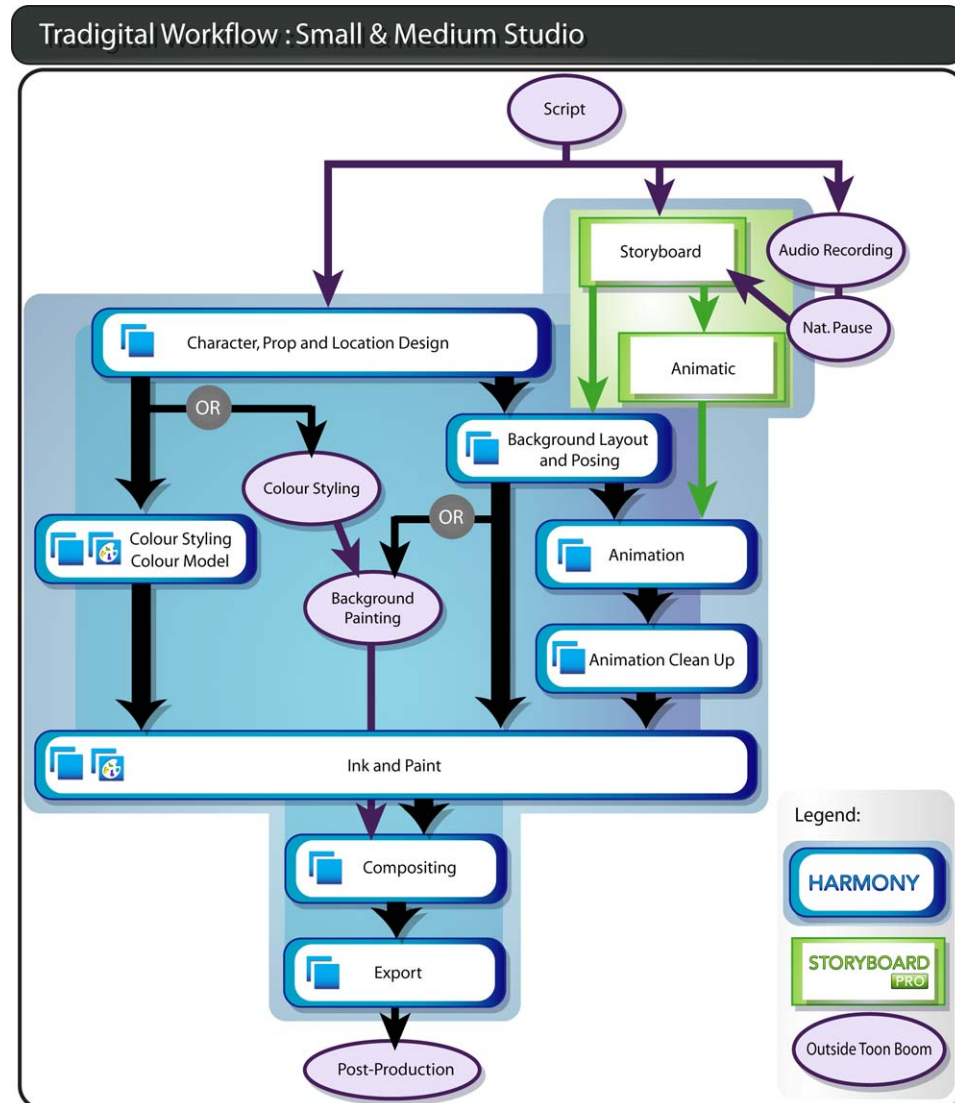 Tradigital Workflow : Small & Medium Studio
Script
Storyboard
Audio Recording
Nat. Pause
Animatic
Character, Prop and Location Design
OR
Background Layout
and Posing
Colour Styling
OR
Colour Styling
Colour Model
Animation
Background
Painting
Animation Clean Up
Ink and Paint
Compositing
Export
Post-Production
Legend:
HARMONY
STORYBOARD
PRO
Outside Toon Boom